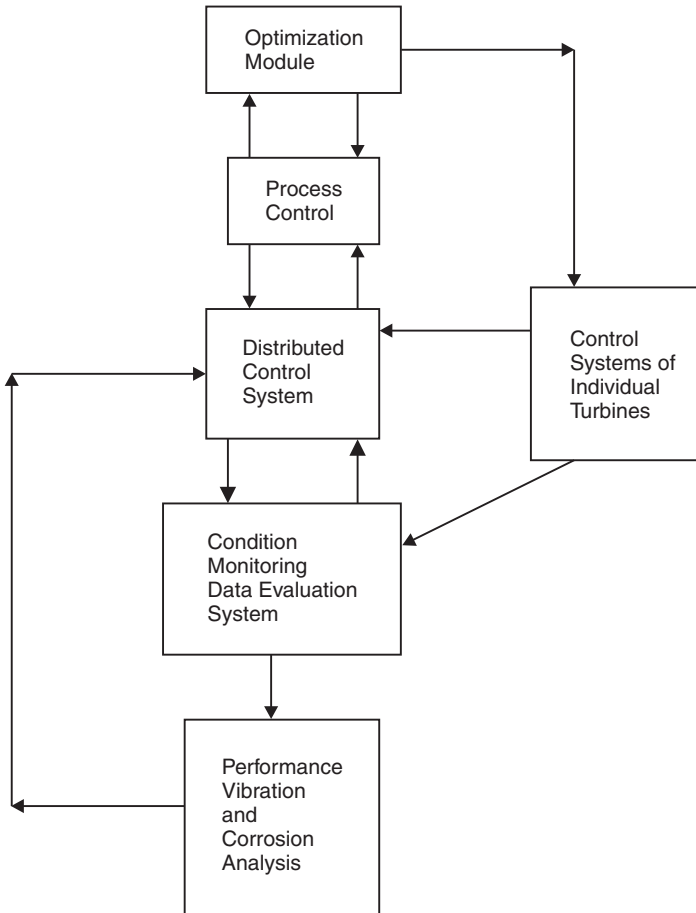 Optimization
Module
Process
Control
Distributed
Control
System
Control
Systems of
Individual
Turbines
Condition
Monitoring
Data Evaluation
System
Performance
Vibration
and
Corrosion
Analysis